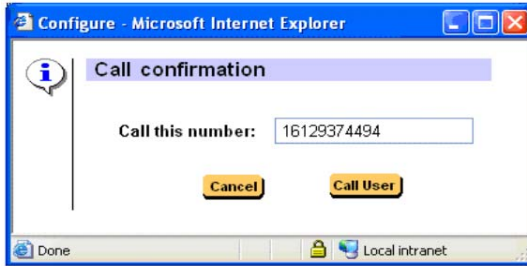 Configure - Microsoft Internet Explorer
Call confirmation
Call this number: 16129374494
Cancel Call User
Done Local intranet